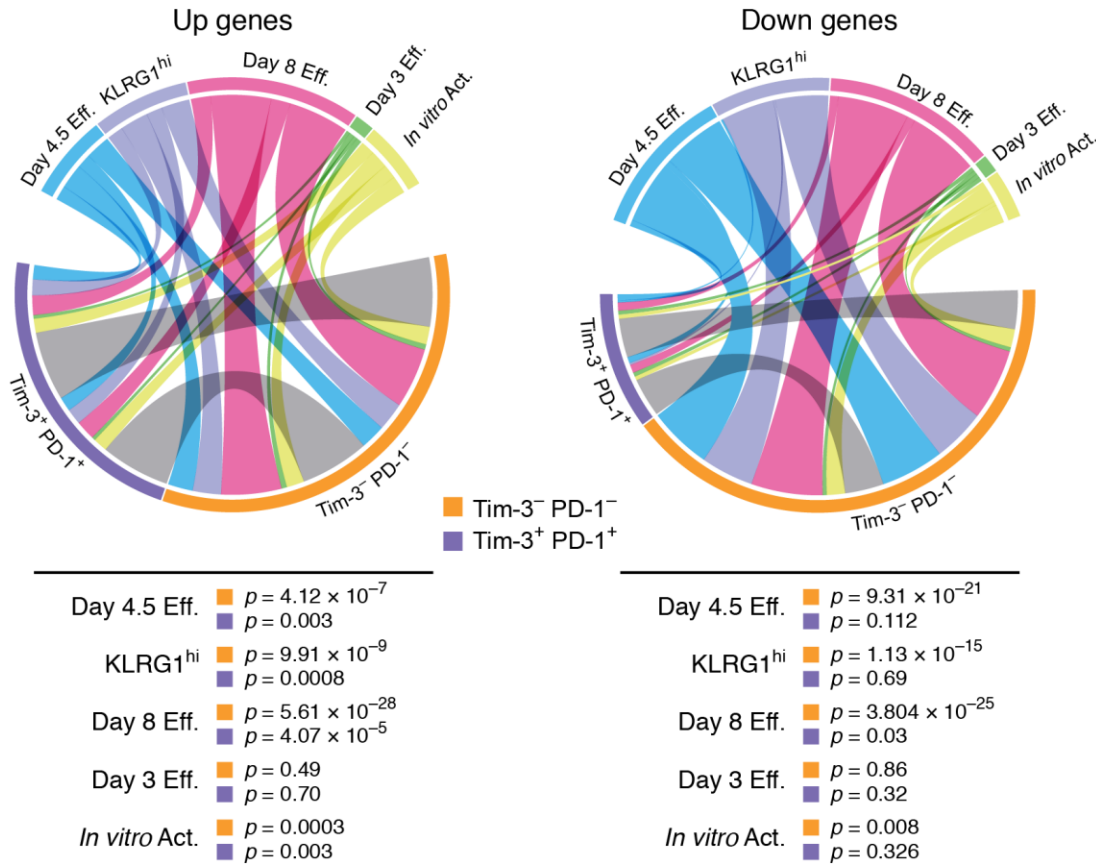 Up genes
Day 4.5 Eff.
KLRG1hi
Day 8 Eff.
Day 3 Eff.
In vitro Act.
Tim-3+ PD-1+
Tim-3– PD-1–
Down genes
Day 4.5 Eff.
KLRG1hi
Day 8 Eff.
Day 3 Eff.
In vitro Act.
Tim-3+ PD-1+
Tim-3– PD-1–
Tim-3– PD-1–
Tim-3+ PD-1+
Day 4.5 Eff.
p = 4.12 × 10–7
p = 0.003
KLRG1hi
p = 9.91 × 10–9
p = 0.0008
Day 8 Eff.
p = 5.61 × 10–28
p = 4.07 × 10–5
Day 3 Eff.
p = 0.49
p = 0.70
In vitro Act.
p = 0.0003
p = 0.003
Day 4.5 Eff.
p = 9.31 × 10–21
p = 0.112
KLRG1hi
p = 1.13 × 10–15
p = 0.69
Day 8 Eff.
p = 3.804 × 10–25
p = 0.03
Day 3 Eff.
p = 0.86
p = 0.32
In vitro Act.
p = 0.008
p = 0.326